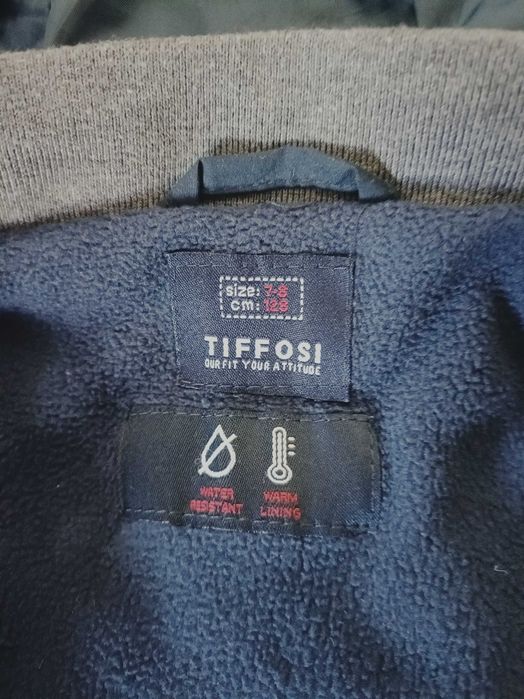 size: 7-8
cm: 128
TIFFOSI
OUR FIT YOUR ATTITUDE
WATER RESISTANT
WARM LINING